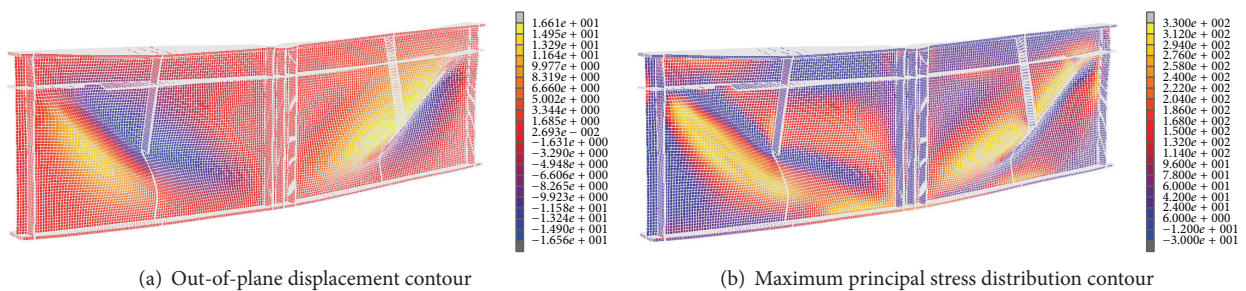 1.661e + 001
1.495e + 001
1.329e + 001
1.164e + 001
9.977e + 000
8.319e + 000
6.660e + 000
5.002e + 000
3.344e + 000
1.685e + 000
2.693e − 002
−1.631e + 000
−3.290e + 000
−4.948e + 000
−6.606e + 000
−8.265e + 000
−9.923e + 000
−1.158e + 001
−1.324e + 001
−1.490e + 001
−1.656e + 001
(a) Out-of-plane displacement contour
3.300e + 002
3.120e + 002
2.940e + 002
2.760e + 002
2.580e + 002
2.400e + 002
2.220e + 002
2.040e + 002
1.860e + 002
1.680e + 002
1.500e + 002
1.320e + 002
1.140e + 002
9.600e + 001
7.800e + 001
6.000e + 001
4.200e + 001
2.400e + 001
6.000e + 000
−1.200e + 001
−3.000e + 001
(b) Maximum principal stress distribution contour